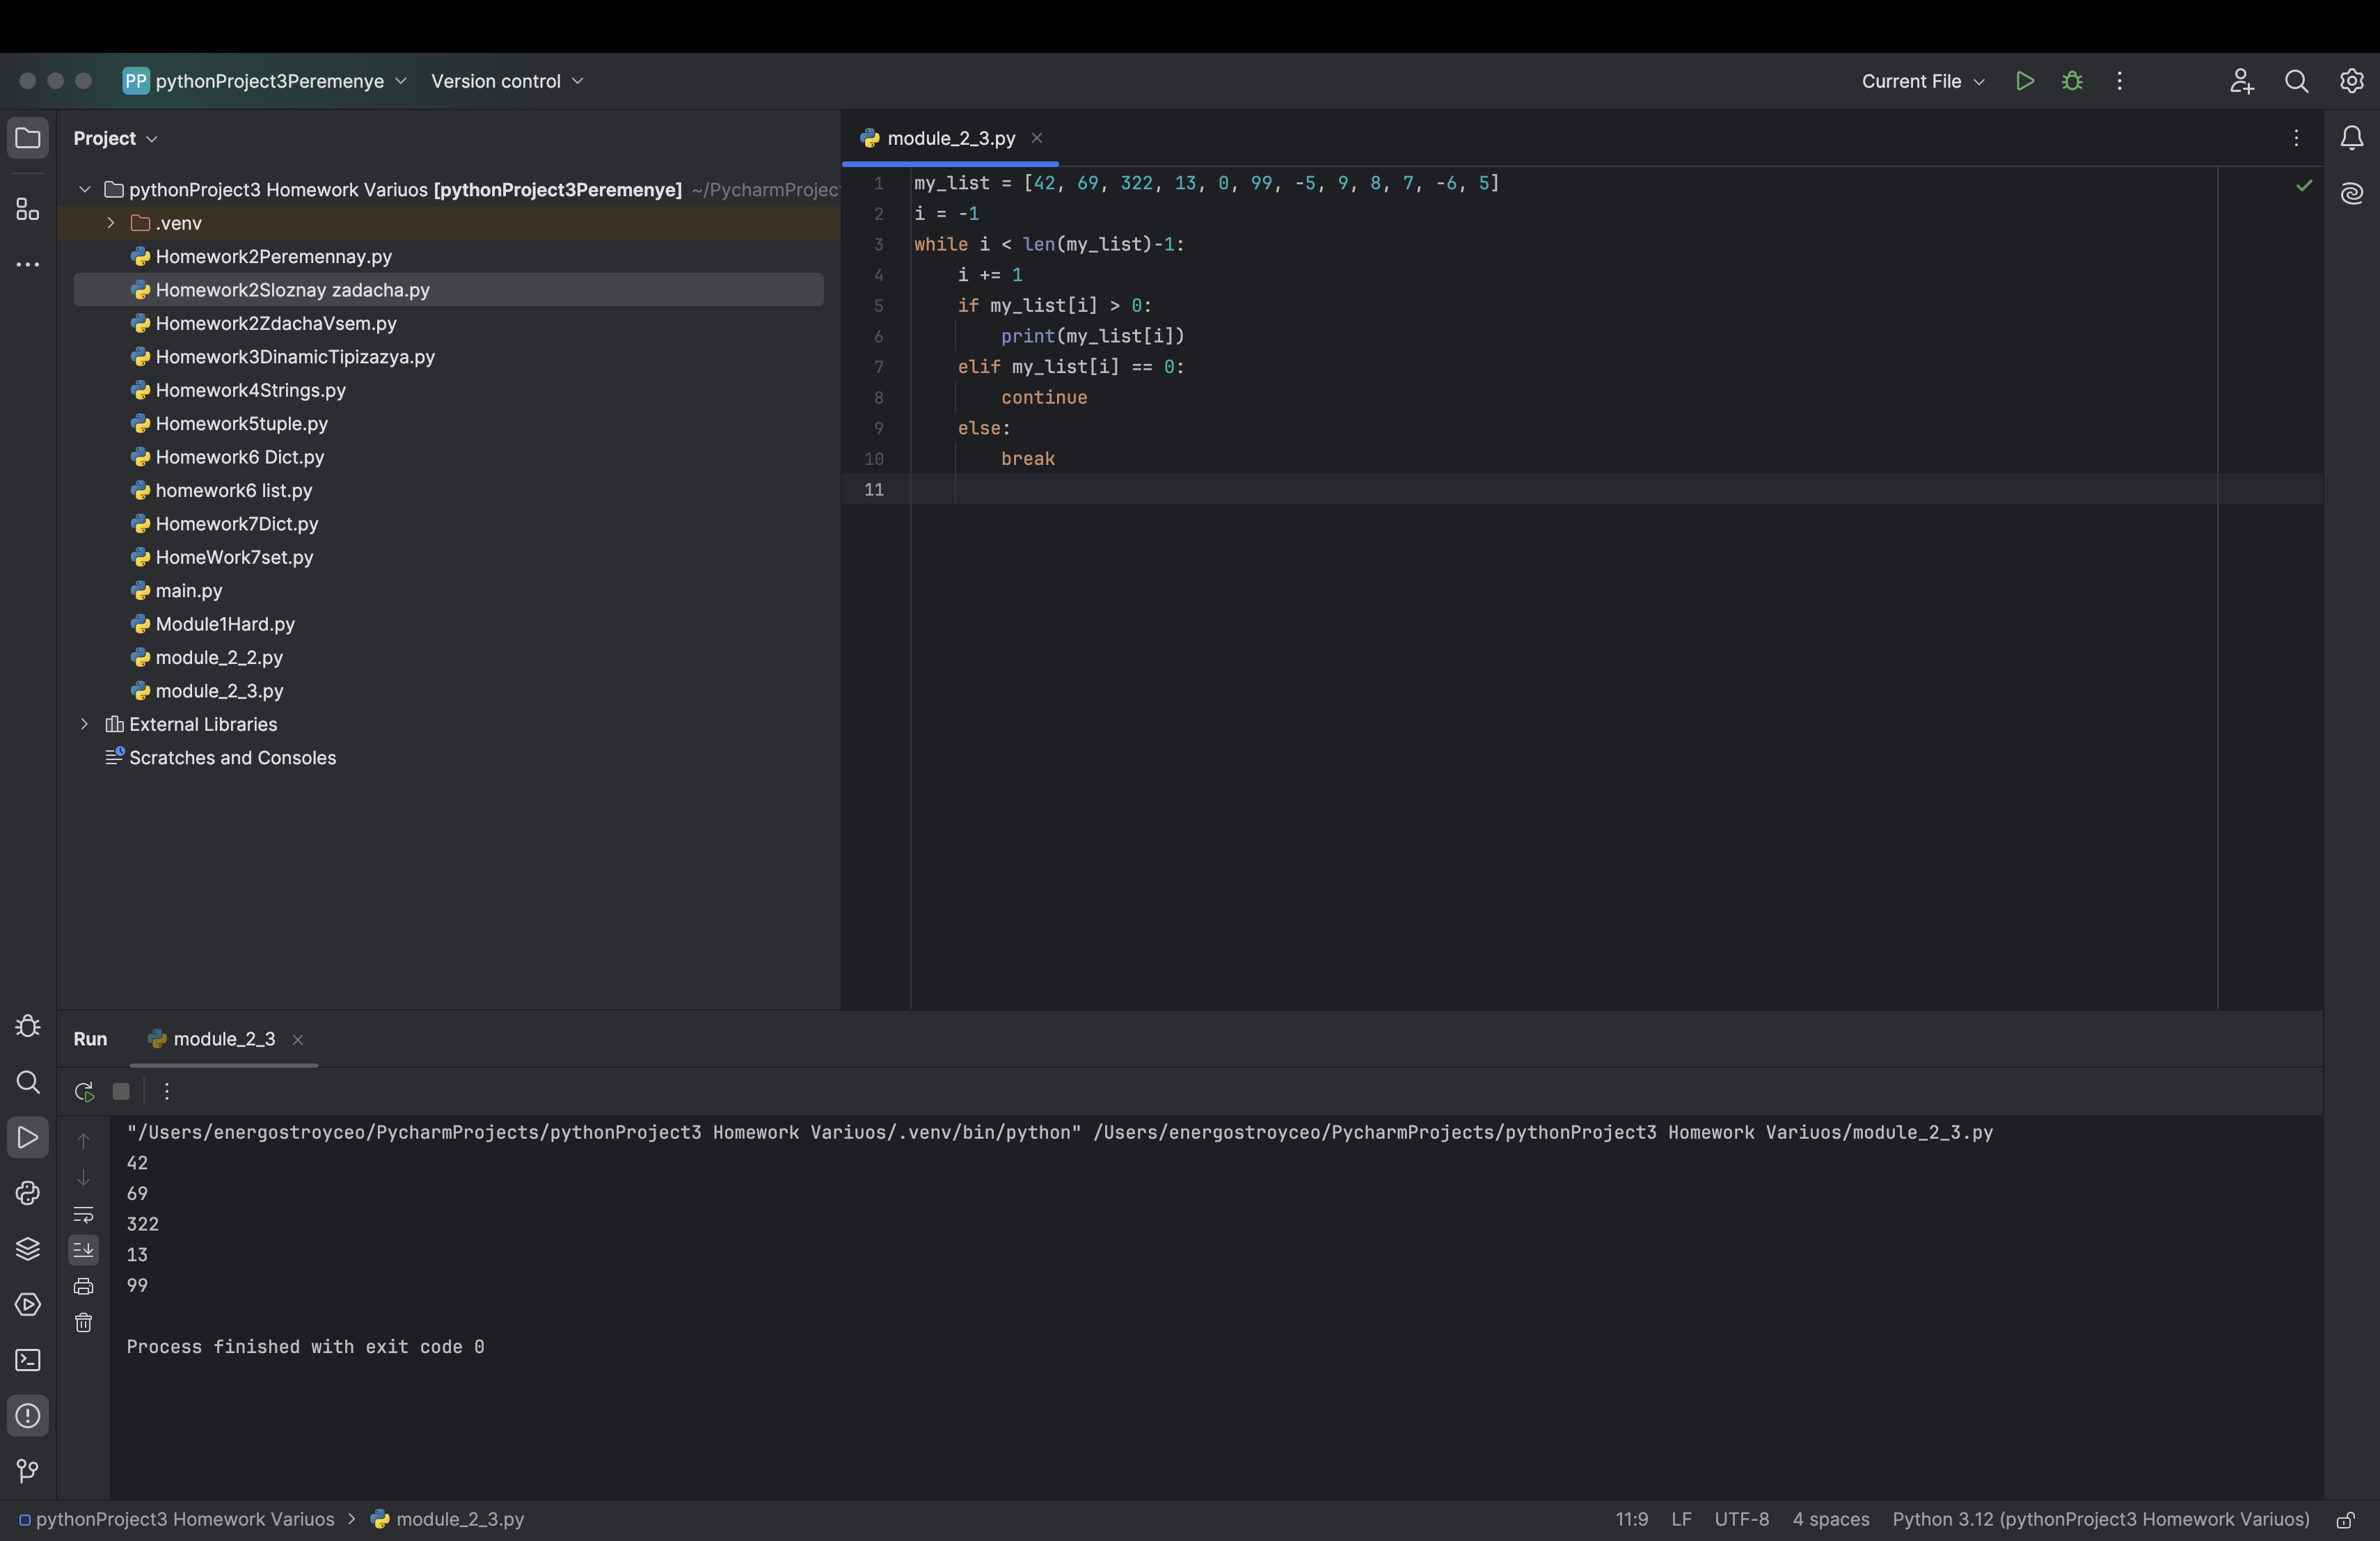 PP pythonProject3Peremenye Version control Current File
Project
pythonProject3 Homework Variuos [pythonProject3Peremenye] ~/PycharmProjec
.venv
Homework2Peremennay.py
Homework2Sloznay zadacha.py
Homework2ZdachaVsem.py
Homework3DinamicTipizazya.py
Homework4Strings.py
Homework5tuple.py
Homework6 Dict.py
homework6 list.py
Homework7Dict.py
HomeWork7set.py
main.py
Module1Hard.py
module_2_2.py
module_2_3.py
External Libraries
Scratches and Consoles
module_2_3.py
1 my_list = [42, 69, 322, 13, 0, 99, -5, 9, 8, 7, -6, 5]
2 i = -1
3 while i < len(my_list)-1:
4     i += 1
5     if my_list[i] > 0:
6         print(my_list[i])
7     elif my_list[i] == 0:
8         continue
9     else:
10         break
11
Run module_2_3
"/Users/energostroyceo/PycharmProjects/pythonProject3 Homework Variuos/.venv/bin/python" /Users/energostroyceo/PycharmProjects/pythonProject3 Homework Variuos/module_2_3.py
42
69
322
13
99
Process finished with exit code 0
pythonProject3 Homework Variuos > module_2_3.py 11:9 LF UTF-8 4 spaces Python 3.12 (pythonProject3 Homework Variuos)